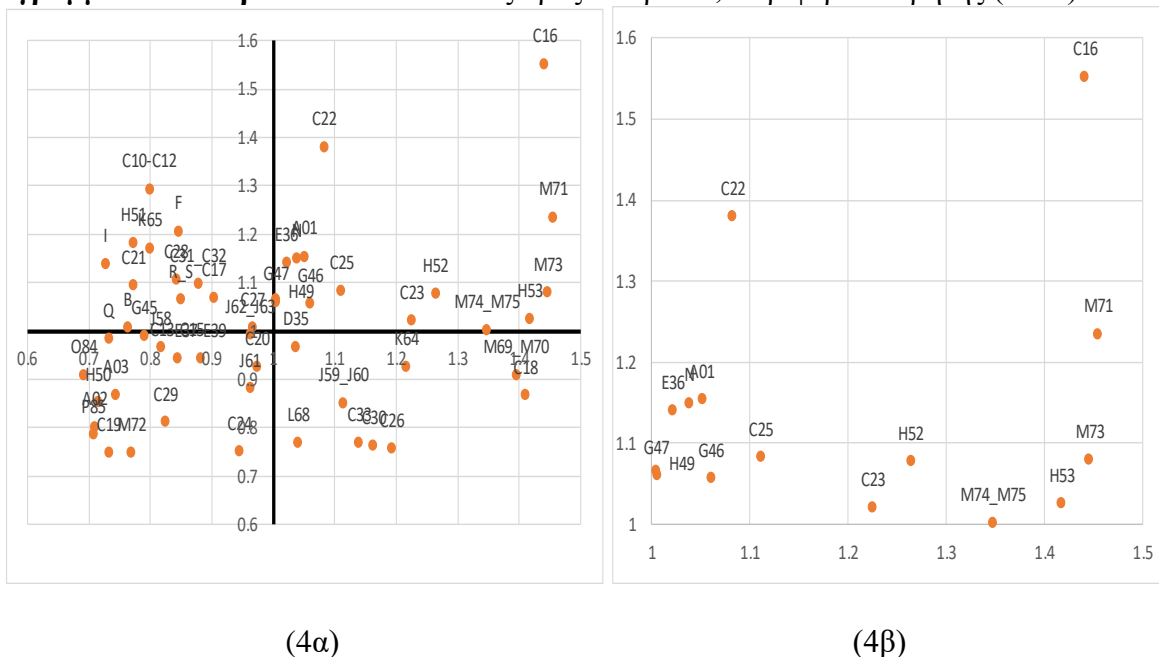 1.6 C16 1.6 C16
1.5 1.5
1.4 C22 1.4 C22
C10-C12
1.3 1.3
F M71
H51 K65 E36 N A01 1.2 M71
I C28 C31_C32 E36 N A01
C21 R_S C17 G47 G46 C25 H52 M73 1.1 C25 H52 M73
B G45 J62_J63 C27 H49 C23 M74_M75 H53 G47 H49 G46 C23 M74_M75 H53
Q J58 D35 1
0.6 0.7 0.8 0.9 C20 1.1 1.2 K64 1.3 M69_M70 1.4 1.5 1 1.1 1.2 1.3 1.4 1.5
O84 A03 J61 0.9 J59_J60 C18
H50 C29
A02 0.8
P85 C19 M72 C24 L68 C33 C30 C26
0.7
0.6
(4α) (4β)